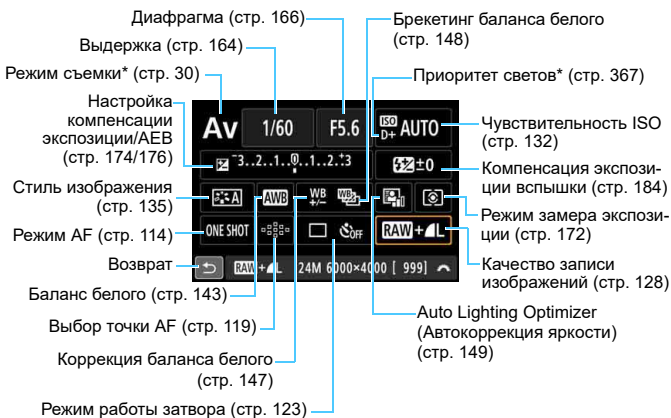 Диафрагма (стр. 166)
Выдержка (стр. 164)
Режим съемки* (стр. 30)
Настройка
компенсации
экспозиции/AEB
(стр. 174/176)
Стиль изображения
(стр. 135)
Режим AF (стр. 114)
Возврат
Баланс белого (стр. 143)
Выбор точки AF (стр. 119)
Коррекция баланса белого
(стр. 147)
Режим работы затвора (стр. 123)
Брекетинг баланса белого
(стр. 148)
Приоритет светов* (стр. 367)
Чувствительность ISO
(стр. 132)
Компенсация экспози-
ции вспышки (стр. 184)
Режим замера экспози-
ции (стр. 172)
Качество записи
изображений (стр. 128)
Auto Lighting Optimizer
(Автокоррекция яркости)
(стр. 149)
Av 1/60 F5.6 ISO D+ AUTO
-3..2..1..0..1..2..+3 ±0
A AWB WB +/- WB
ONE SHOT OFF RAW+L
RAW+L 24M 6000×4000 [ 999]